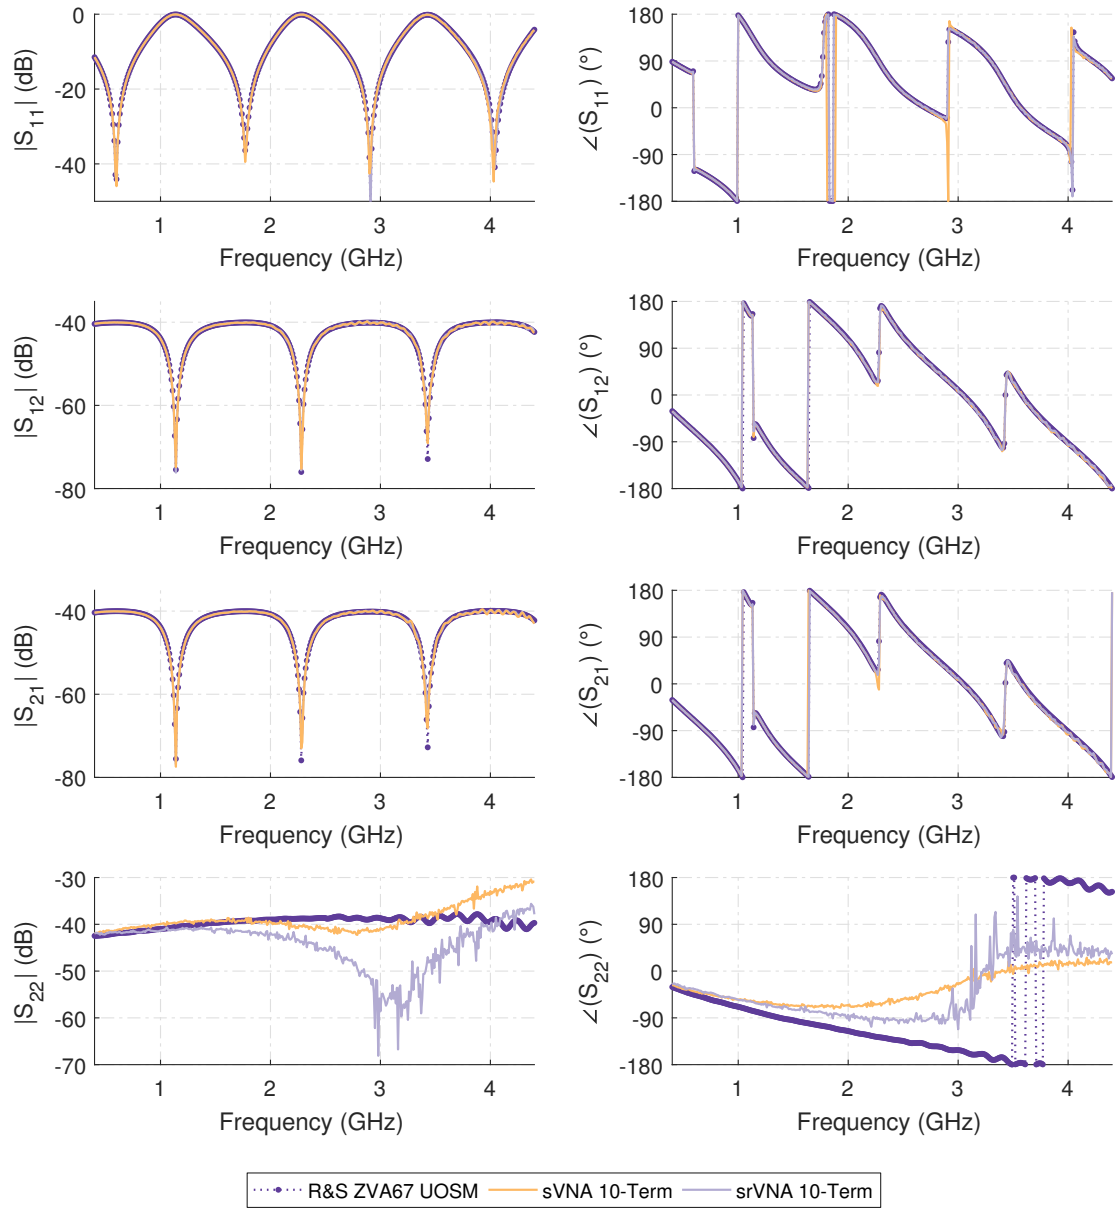 0
-20
-40
|S11| (dB)
1 2 3 4
Frequency (GHz)
180
90
0
-90
-180
∠(S11) (°)
1 2 3 4
Frequency (GHz)
-40
-60
-80
|S12| (dB)
1 2 3 4
Frequency (GHz)
180
90
0
-90
-180
∠(S12) (°)
1 2 3 4
Frequency (GHz)
-40
-60
-80
|S21| (dB)
1 2 3 4
Frequency (GHz)
180
90
0
-90
-180
∠(S21) (°)
1 2 3 4
Frequency (GHz)
-30
-40
-50
-60
-70
|S22| (dB)
1 2 3 4
Frequency (GHz)
180
90
0
-90
-180
∠(S22) (°)
1 2 3 4
Frequency (GHz)
R&S ZVA67 UOSM sVNA 10-Term srVNA 10-Term